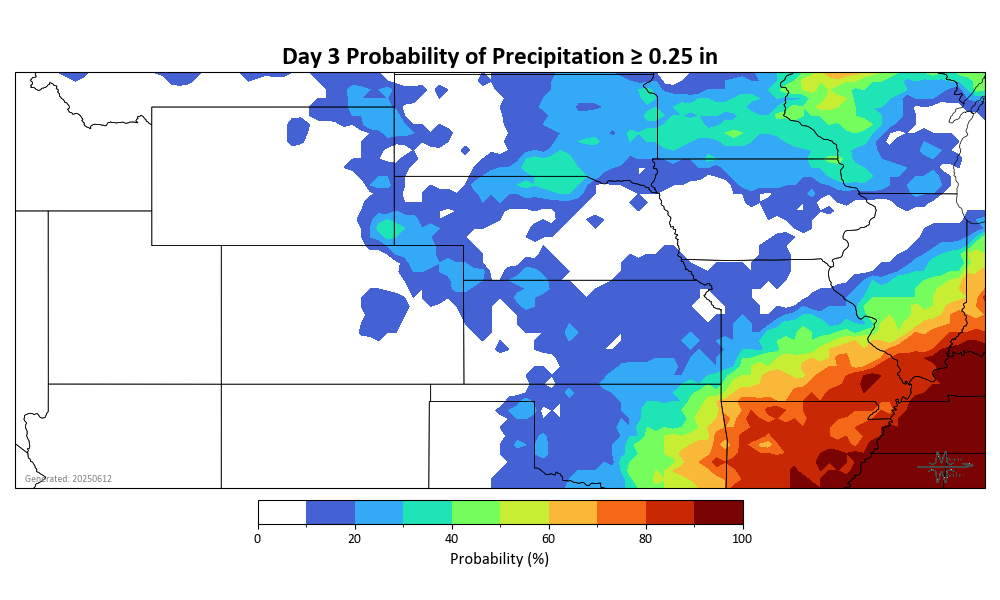 Day 3 Probability of Precipitation ≥ 0.25 in
Generated: 20250612
0 20 40 60 80 100
Probability (%)